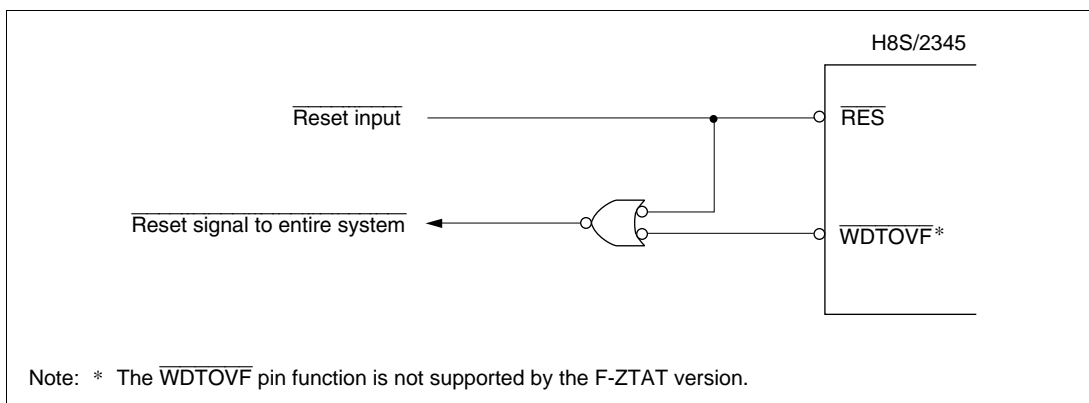 H8S/2345
Reset input
RES
Reset signal to entire system
WDTOVF*
Note: * The WDTOVF pin function is not supported by the F-ZTAT version.